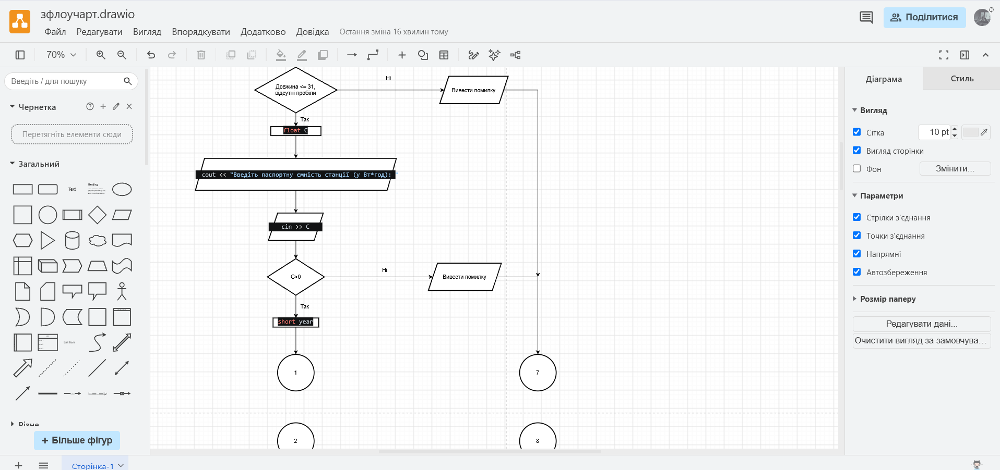 зфлоучарт.drawio
Файл Редагувати Вигляд Впорядкувати Додатково Довідка Остання зміна 16 хвилин тому
Поділитися
70%
Введіть / для пошуку
Чернетка
Перетягніть елементи сюди
Загальний
Text
Heading
List Item
Різне
+ Більше фігур
Сторінка-1
Довжина <= 31,
відсутні пробіли
Ні
Вивести помилку
Так
float C
cout << "Введіть паспортну ємність станції (у Вт*год): "
cin >> C
C>0
Ні
Вивести помилку
Так
short year
1
7
2
8
Діаграма
Стиль
Вигляд
Сітка
10 pt
Вигляд сторінки
Фон
Змінити...
Параметри
Стрілки з'єднання
Точки з'єднання
Напрямні
Автозбереження
Розмір паперу
Редагувати дані...
Очистити вигляд за замовчува...